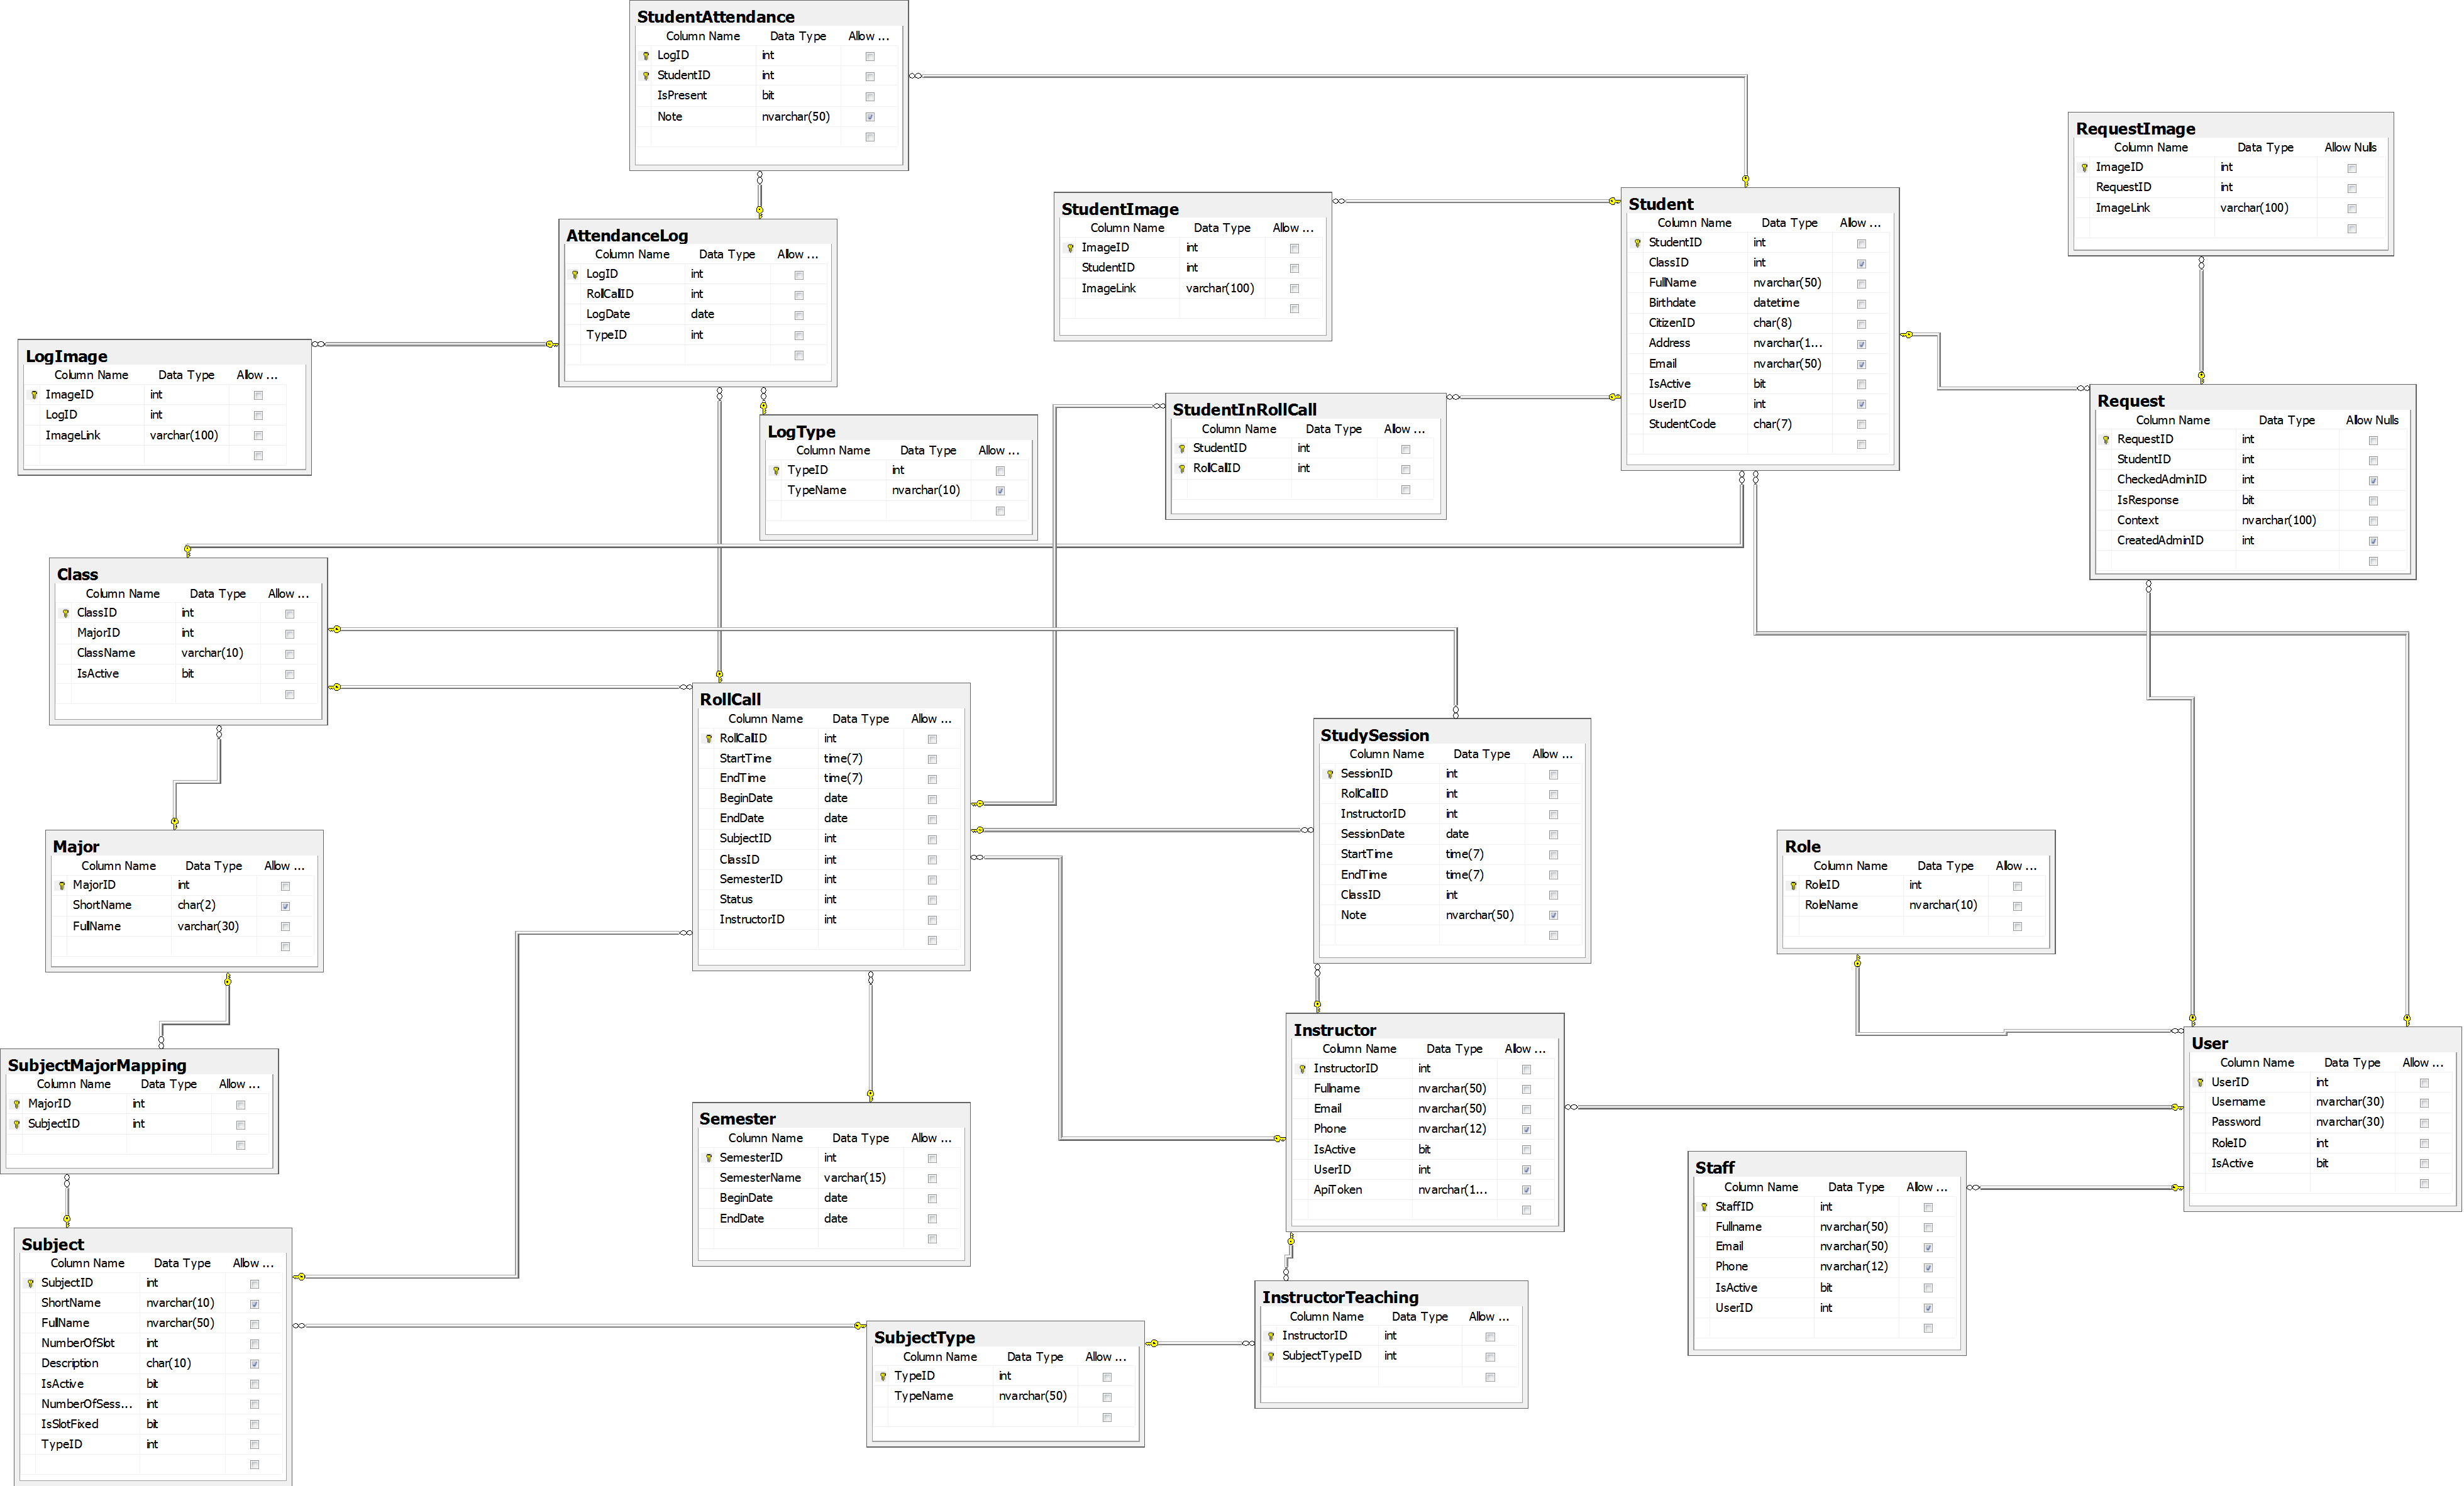 StudentAttendance
Column Name Data Type Allow ...
LogID int
StudentID int
IsPresent bit
Note nvarchar(50)
RequestImage
Column Name Data Type Allow Nulls
ImageID int
RequestID int
ImageLink varchar(100)
StudentImage
Column Name Data Type Allow ...
ImageID int
StudentID int
ImageLink varchar(100)
Student
Column Name Data Type Allow ...
StudentID int
ClassID int
FullName nvarchar(50)
Birthdate datetime
CitizenID char(8)
Address nvarchar(1...
Email nvarchar(50)
IsActive bit
UserID int
StudentCode char(7)
AttendanceLog
Column Name Data Type Allow ...
LogID int
RollCallID int
LogDate date
TypeID int
LogImage
Column Name Data Type Allow ...
ImageID int
LogID int
ImageLink varchar(100)
LogType
Column Name Data Type Allow ...
TypeID int
TypeName nvarchar(10)
StudentInRollCall
Column Name Data Type Allow ...
StudentID int
RollCallID int
Request
Column Name Data Type Allow Nulls
RequestID int
StudentID int
CheckedAdminID int
IsResponse bit
Context nvarchar(100)
CreatedAdminID int
Class
Column Name Data Type Allow ...
ClassID int
MajorID int
ClassName varchar(10)
IsActive bit
RollCall
Column Name Data Type Allow ...
RollCallID int
StartTime time(7)
EndTime time(7)
BeginDate date
EndDate date
SubjectID int
ClassID int
SemesterID int
Status int
InstructorID int
StudySession
Column Name Data Type Allow ...
SessionID int
RollCallID int
InstructorID int
SessionDate date
StartTime time(7)
EndTime time(7)
ClassID int
Note nvarchar(50)
Major
Column Name Data Type Allow ...
MajorID int
ShortName char(2)
FullName varchar(30)
Role
Column Name Data Type Allow ...
RoleID int
RoleName nvarchar(10)
SubjectMajorMapping
Column Name Data Type Allow ...
MajorID int
SubjectID int
Semester
Column Name Data Type Allow ...
SemesterID int
SemesterName varchar(15)
BeginDate date
EndDate date
Instructor
Column Name Data Type Allow ...
InstructorID int
Fullname nvarchar(50)
Email nvarchar(50)
Phone nvarchar(12)
IsActive bit
UserID int
ApiToken nvarchar(1...
User
Column Name Data Type Allow ...
UserID int
Username nvarchar(30)
Password nvarchar(30)
RoleID int
IsActive bit
Staff
Column Name Data Type Allow ...
StaffID int
Fullname nvarchar(50)
Email nvarchar(50)
Phone nvarchar(12)
IsActive bit
UserID int
Subject
Column Name Data Type Allow ...
SubjectID int
ShortName nvarchar(10)
FullName nvarchar(50)
NumberOfSlot int
Description char(10)
IsActive bit
NumberOfSess... int
IsSlotFixed bit
TypeID int
SubjectType
Column Name Data Type Allow ...
TypeID int
TypeName nvarchar(50)
InstructorTeaching
Column Name Data Type Allow ...
InstructorID int
SubjectTypeID int